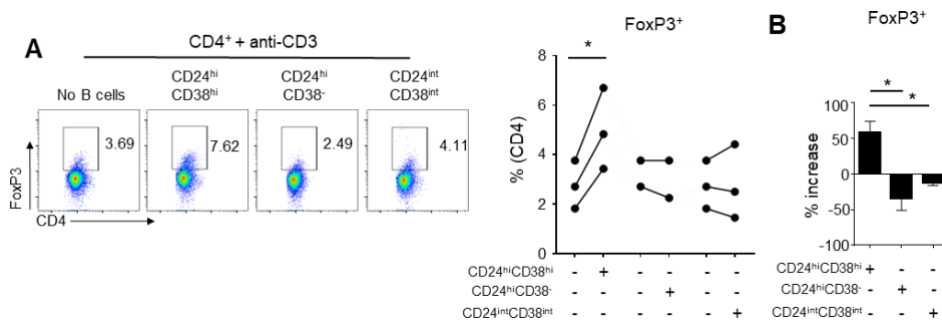 A
CD4⁺ + anti-CD3
No B cells
CD24ʰⁱ
CD38ʰⁱ
CD24ʰⁱ
CD38⁻
CD24ⁱⁿᵗ
CD38ⁱⁿᵗ
3.69
7.62
2.49
4.11
FoxP3
CD4
FoxP3⁺
*
% (CD4)
8
6
4
2
0
CD24ʰⁱCD38ʰⁱ - + - - - -
CD24ʰⁱCD38⁻ - - - + - -
CD24ⁱⁿᵗCD38ⁱⁿᵗ - - - - - +
B
FoxP3⁺
*
*
% increase
100
50
0
-50
-100
CD24ʰⁱCD38ʰⁱ + - -
CD24ʰⁱCD38⁻ - + -
CD24ⁱⁿᵗCD38ⁱⁿᵗ - - +